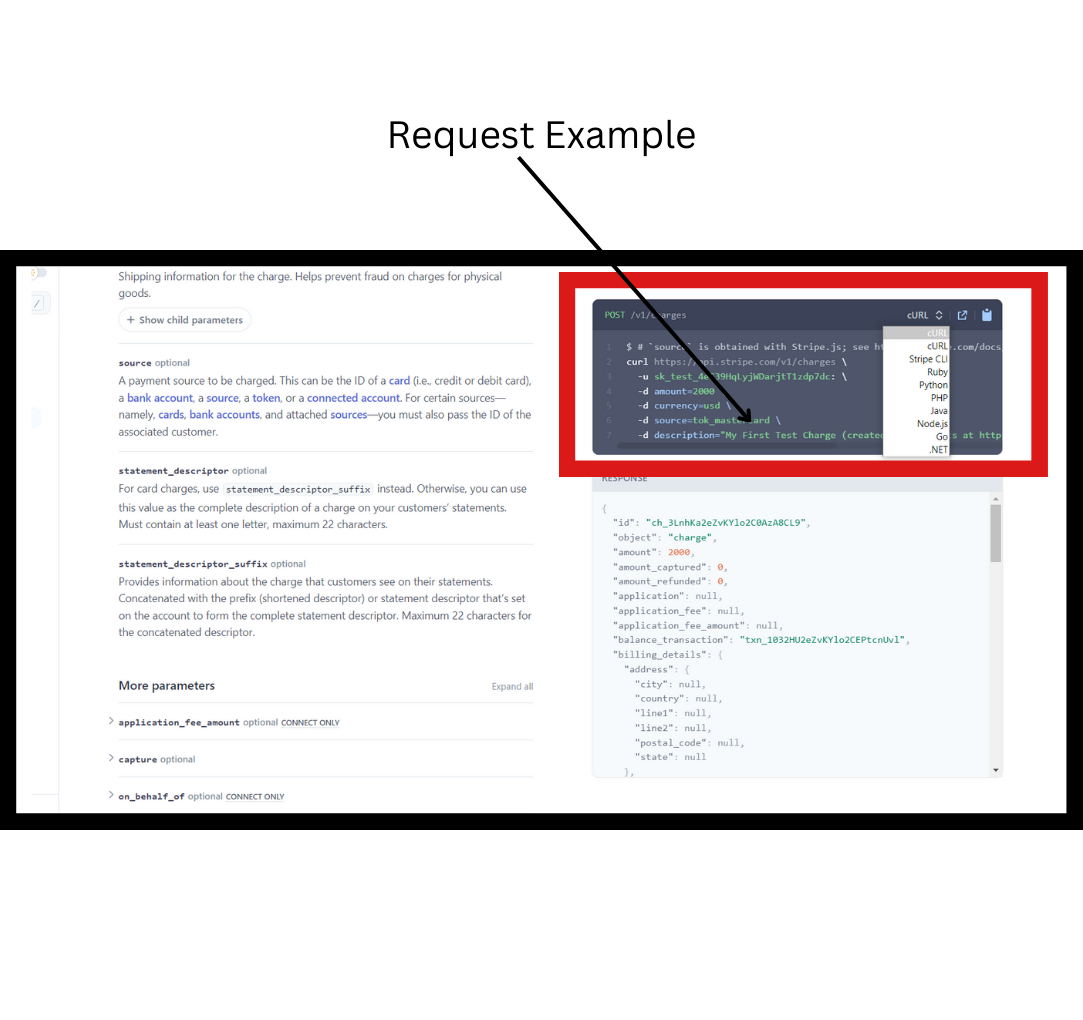 Request Example
Shipping information for the charge. Helps prevent fraud on charges for physical
goods.
+ Show child parameters
source optional
A payment source to be charged. This can be the ID of a card (i.e., credit or debit card),
a bank account, a source, a token, or a connected account. For certain sources—
namely, cards, bank accounts, and attached sources—you must also pass the ID of the
associated customer.
statement_descriptor optional
For card charges, use statement_descriptor_suffix instead. Otherwise, you can use
this value as the complete description of a charge on your customers' statements.
Must contain at least one letter, maximum 22 characters.
statement_descriptor_suffix optional
Provides information about the charge that customers see on their statements.
Concatenated with the prefix (shortened descriptor) or statement descriptor that's set
on the account to form the complete statement descriptor. Maximum 22 characters for
the concatenated descriptor.
More parameters Expand all
application_fee_amount optional CONNECT ONLY
capture optional
on_behalf_of optional CONNECT ONLY
POST /v1/charges cURL
1 $ # `source` is obtained with Stripe.js; see .com/docs
2 curl https://api.stripe.com/v1/charges \
3 -u \
4 -d amount=2000
5 -d currency=usd \
6 -d source=tok_mastercard \
7 -d description="My First Test Charge (created s at http
cURL
cURL
Stripe CLI
Ruby
Python
PHP
Java
Node.js
Go
.NET
RESPONSE
{
"id": "ch_3LnhKa2eZvKYlo2C0AzA8CL9",
"object": "charge",
"amount": 2000,
"amount_captured": 0,
"amount_refunded": 0,
"application": null,
"application_fee": null,
"application_fee_amount": null,
"balance_transaction": "txn_1032HU2eZvKYlo2CEPtcnUvl",
"billing_details": {
"address": {
"city": null,
"country": null,
"line1": null,
"line2": null,
"postal_code": null,
"state": null
},